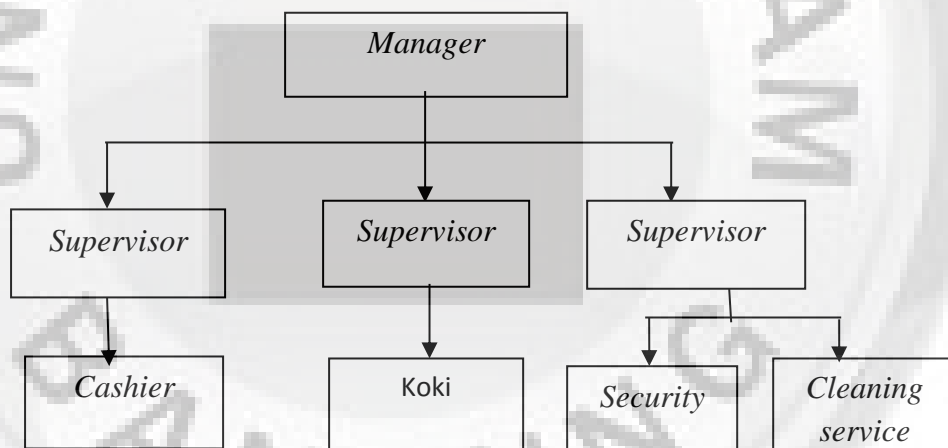 Manager
Supervisor
Supervisor
Supervisor
Cashier
Koki
Security
Cleaning
service